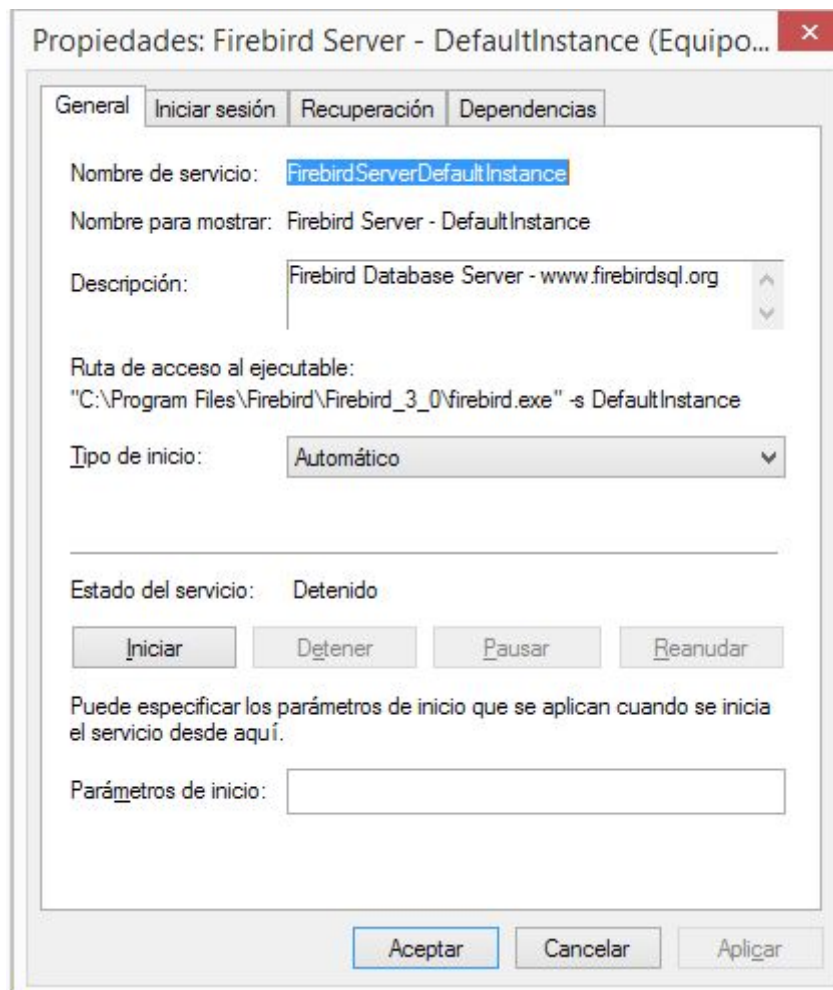 Propiedades: Firebird Server - DefaultInstance (Equipo...
General Iniciar sesión Recuperación Dependencias
Nombre de servicio: FirebirdServerDefaultInstance
Nombre para mostrar: Firebird Server - DefaultInstance
Descripción: Firebird Database Server - www.firebirdsql.org
Ruta de acceso al ejecutable:
"C:\Program Files\Firebird\Firebird_3_0\firebird.exe" -s DefaultInstance
Tipo de inicio: Automático
Estado del servicio: Detenido
Iniciar Detener Pausar Reanudar
Puede especificar los parámetros de inicio que se aplican cuando se inicia
el servicio desde aquí.
Parámetros de inicio:
Aceptar Cancelar Aplicar